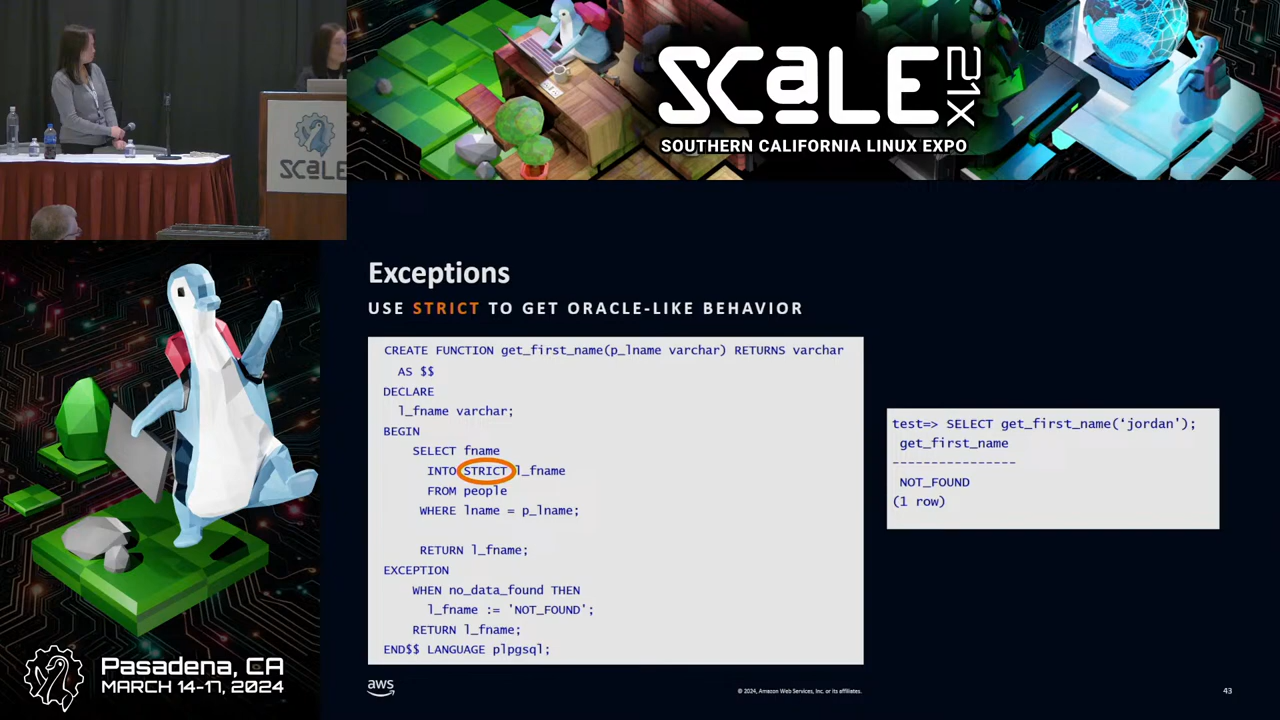 SCaLE 21X
SOUTHERN CALIFORNIA LINUX EXPO
SCaLE
Exceptions
USE STRICT TO GET ORACLE-LIKE BEHAVIOR
CREATE FUNCTION get_first_name(p_lname varchar) RETURNS varchar
AS $$
DECLARE
l_fname varchar;
BEGIN
SELECT fname
INTO STRICT l_fname
FROM people
WHERE lname = p_lname;
RETURN l_fname;
EXCEPTION
WHEN no_data_found THEN
l_fname := 'NOT_FOUND';
RETURN l_fname;
END$$ LANGUAGE plpgsql;
test=> SELECT get_first_name(‘jordan');
get_first_name
----------------
NOT_FOUND
(1 row)
Pasadena, CA
MARCH 14-17, 2024
aws
© 2024, Amazon Web Services, Inc. or its affiliates.
43